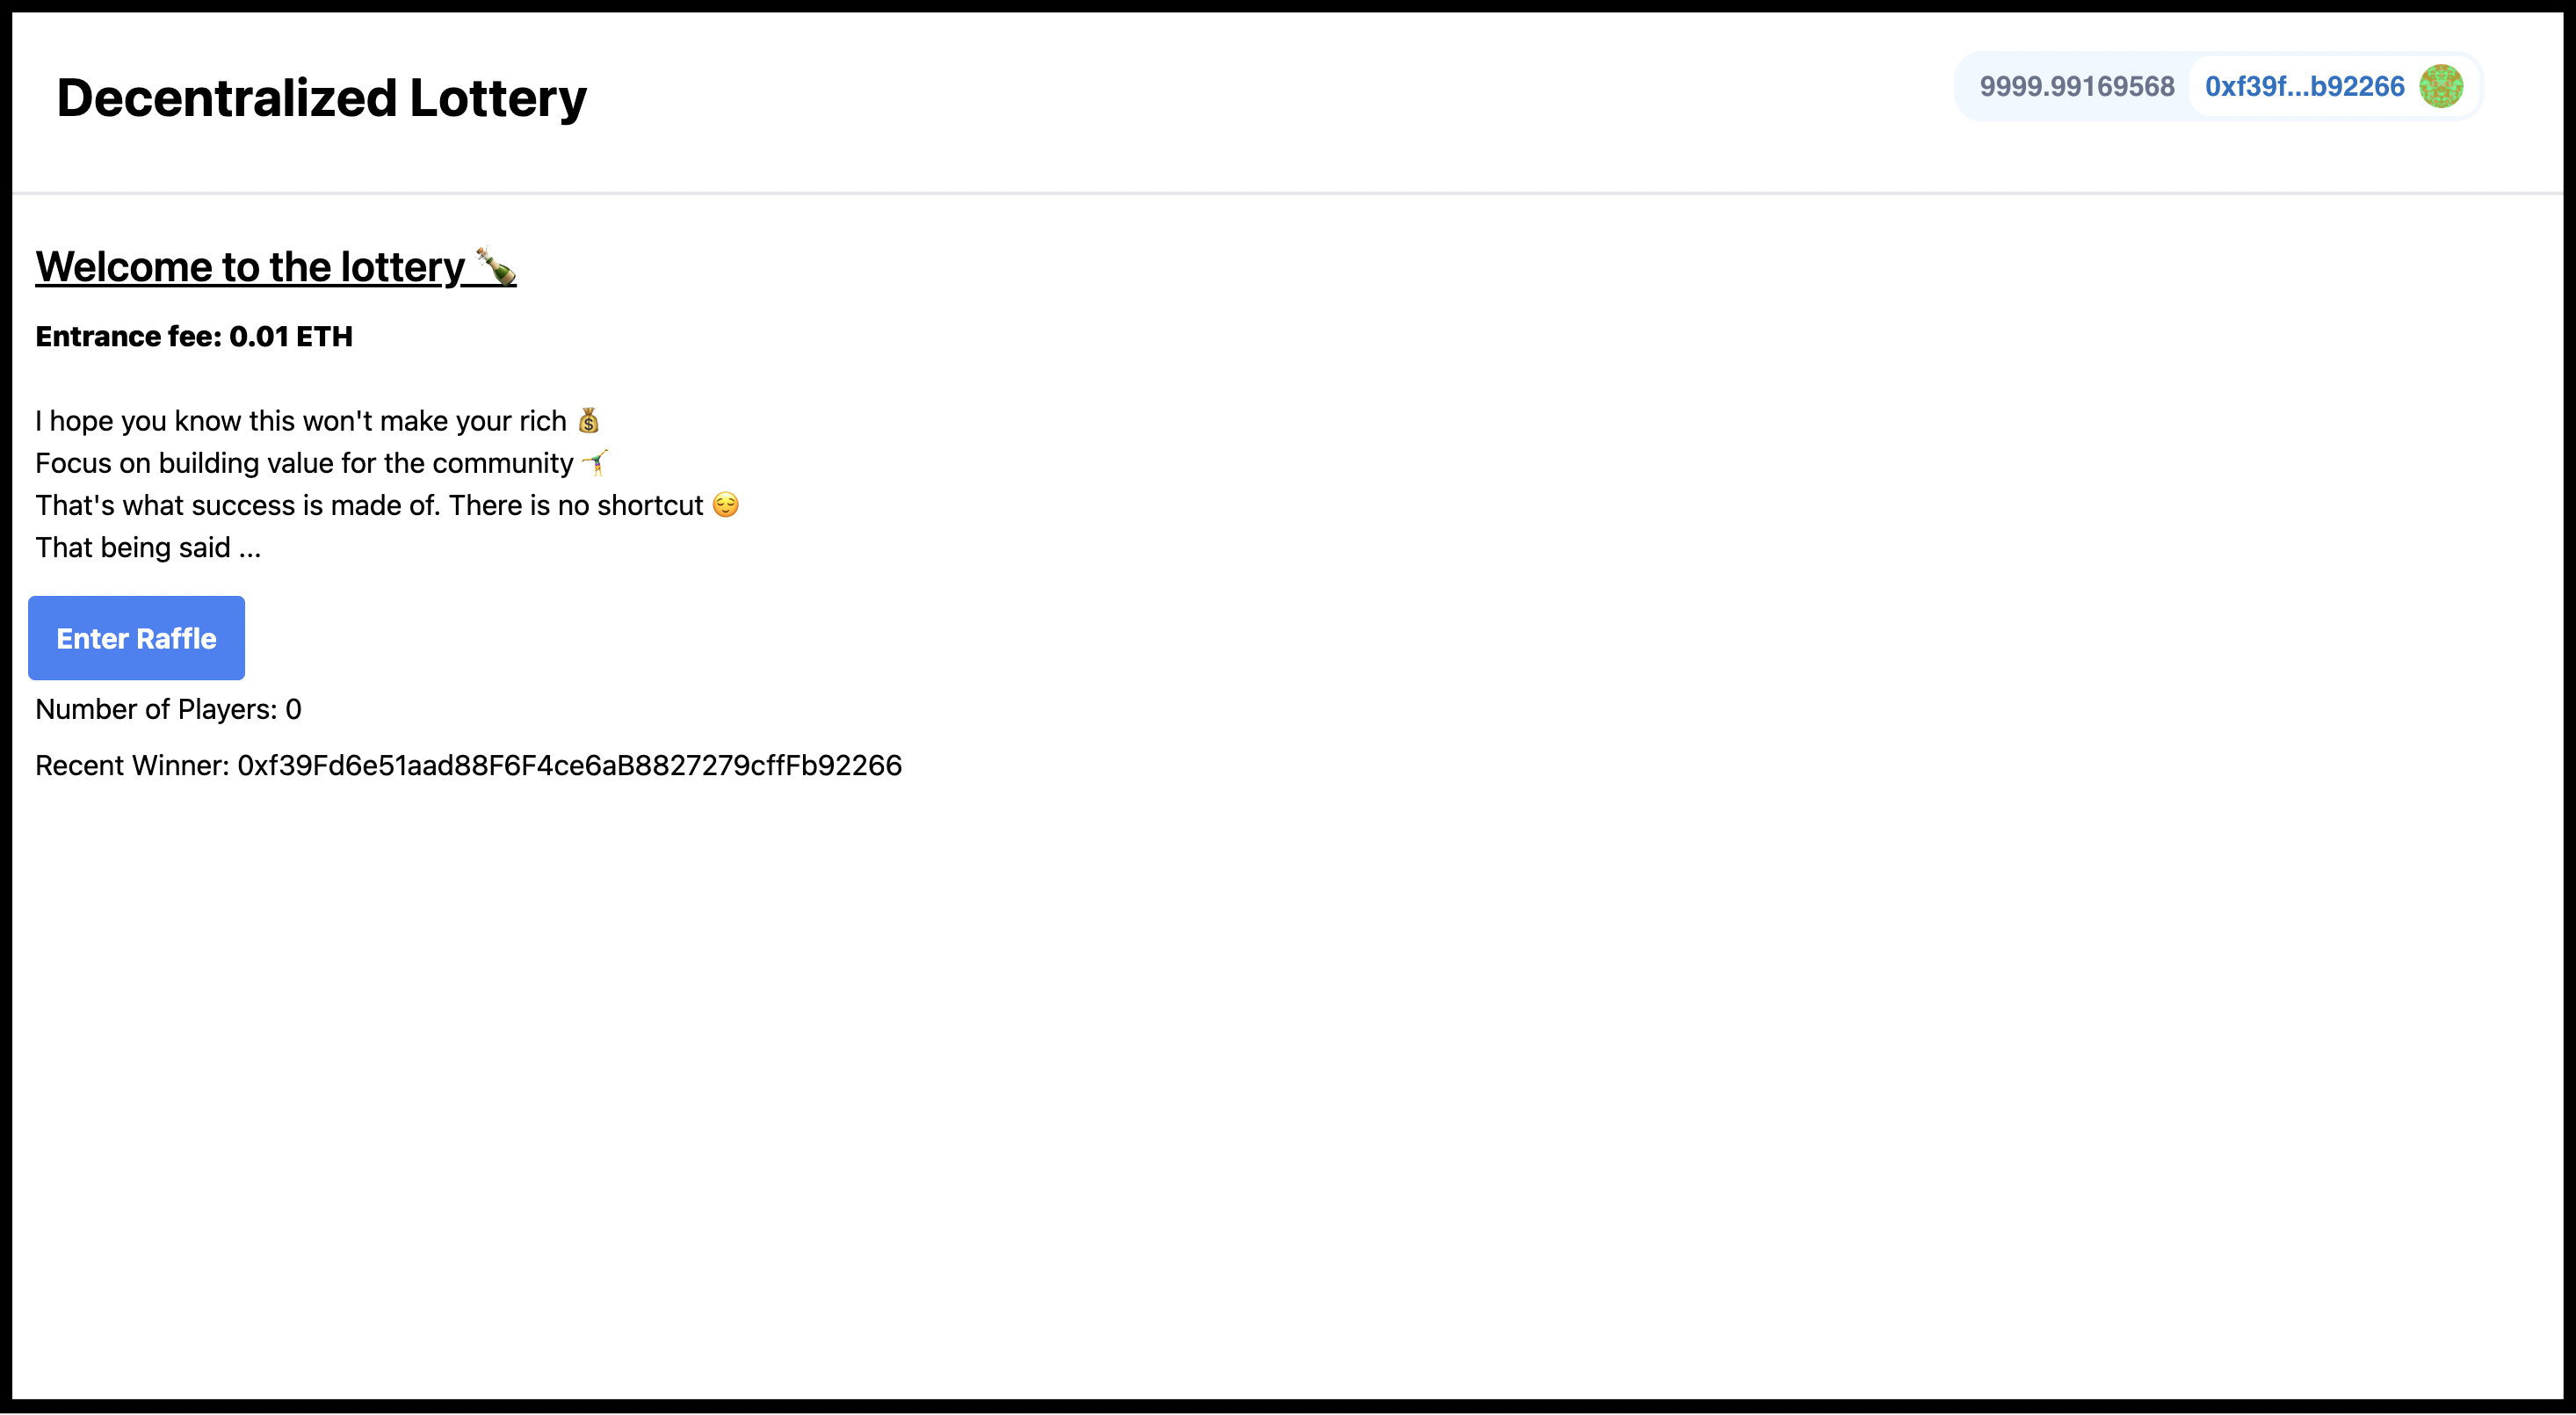 Decentralized Lottery
9999.99169568 0xf39f...b92266
Welcome to the lottery 🍾
Entrance fee: 0.01 ETH
I hope you know this won't make your rich 💰
Focus on building value for the community 🤸
That's what success is made of. There is no shortcut 😌
That being said ...
Enter Raffle
Number of Players: 0
Recent Winner: 0xf39Fd6e51aad88F6F4ce6aB8827279cffFb92266